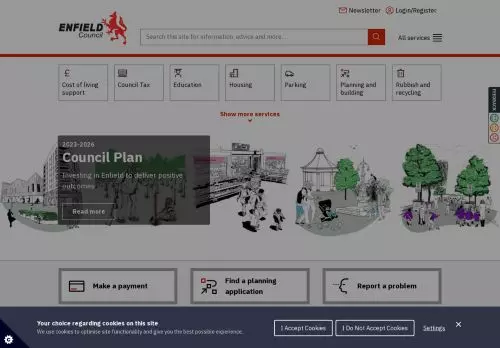 Newsletter
Login/Register
ENFIELD
Council
Search this site for information, advice and more...
All services
Cost of living
support
Council Tax
Education
Housing
Parking
Planning and
building
Rubbish and
recycling
FEEDBACK
Show more services
2023-2026
Council Plan
Investing in Enfield to deliver positive
outcomes
Read more
Make a payment
Find a planning
application
Report a problem
Your choice regarding cookies on this site
We use cookies to optimise site functionality and give you the best possible experience.
I Accept Cookies
I Do Not Accept Cookies
Settings